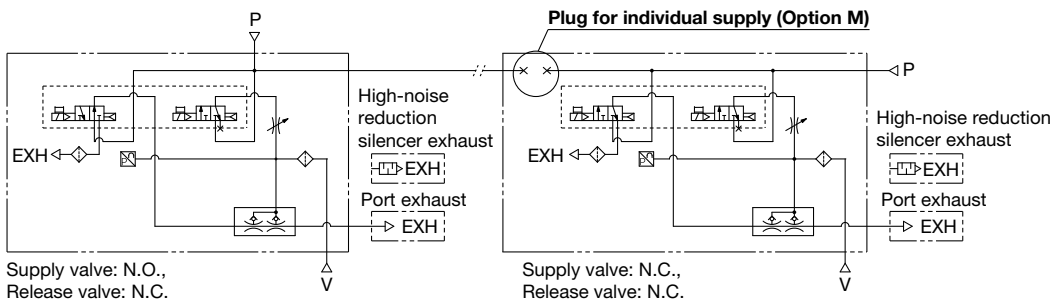 P
Plug for individual supply (Option M)
P
High-noise
reduction
silencer exhaust
EXH
EXH
Port exhaust
EXH
V
Supply valve: N.O.,
Release valve: N.C.
High-noise reduction
silencer exhaust
EXH
EXH
Port exhaust
EXH
V
Supply valve: N.C.,
Release valve: N.C.